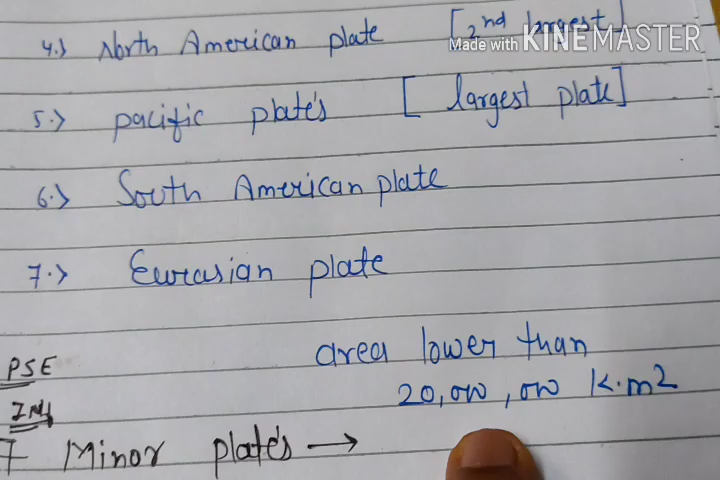 4.) North American plate [2nd largest]
Made with KINEMASTER
5.) pacific plate's [largest plate]
6.) South American plate
7.) Eurasian plate
area lower than
PSE
20,000,000 K.m2
7 Minor plate's →